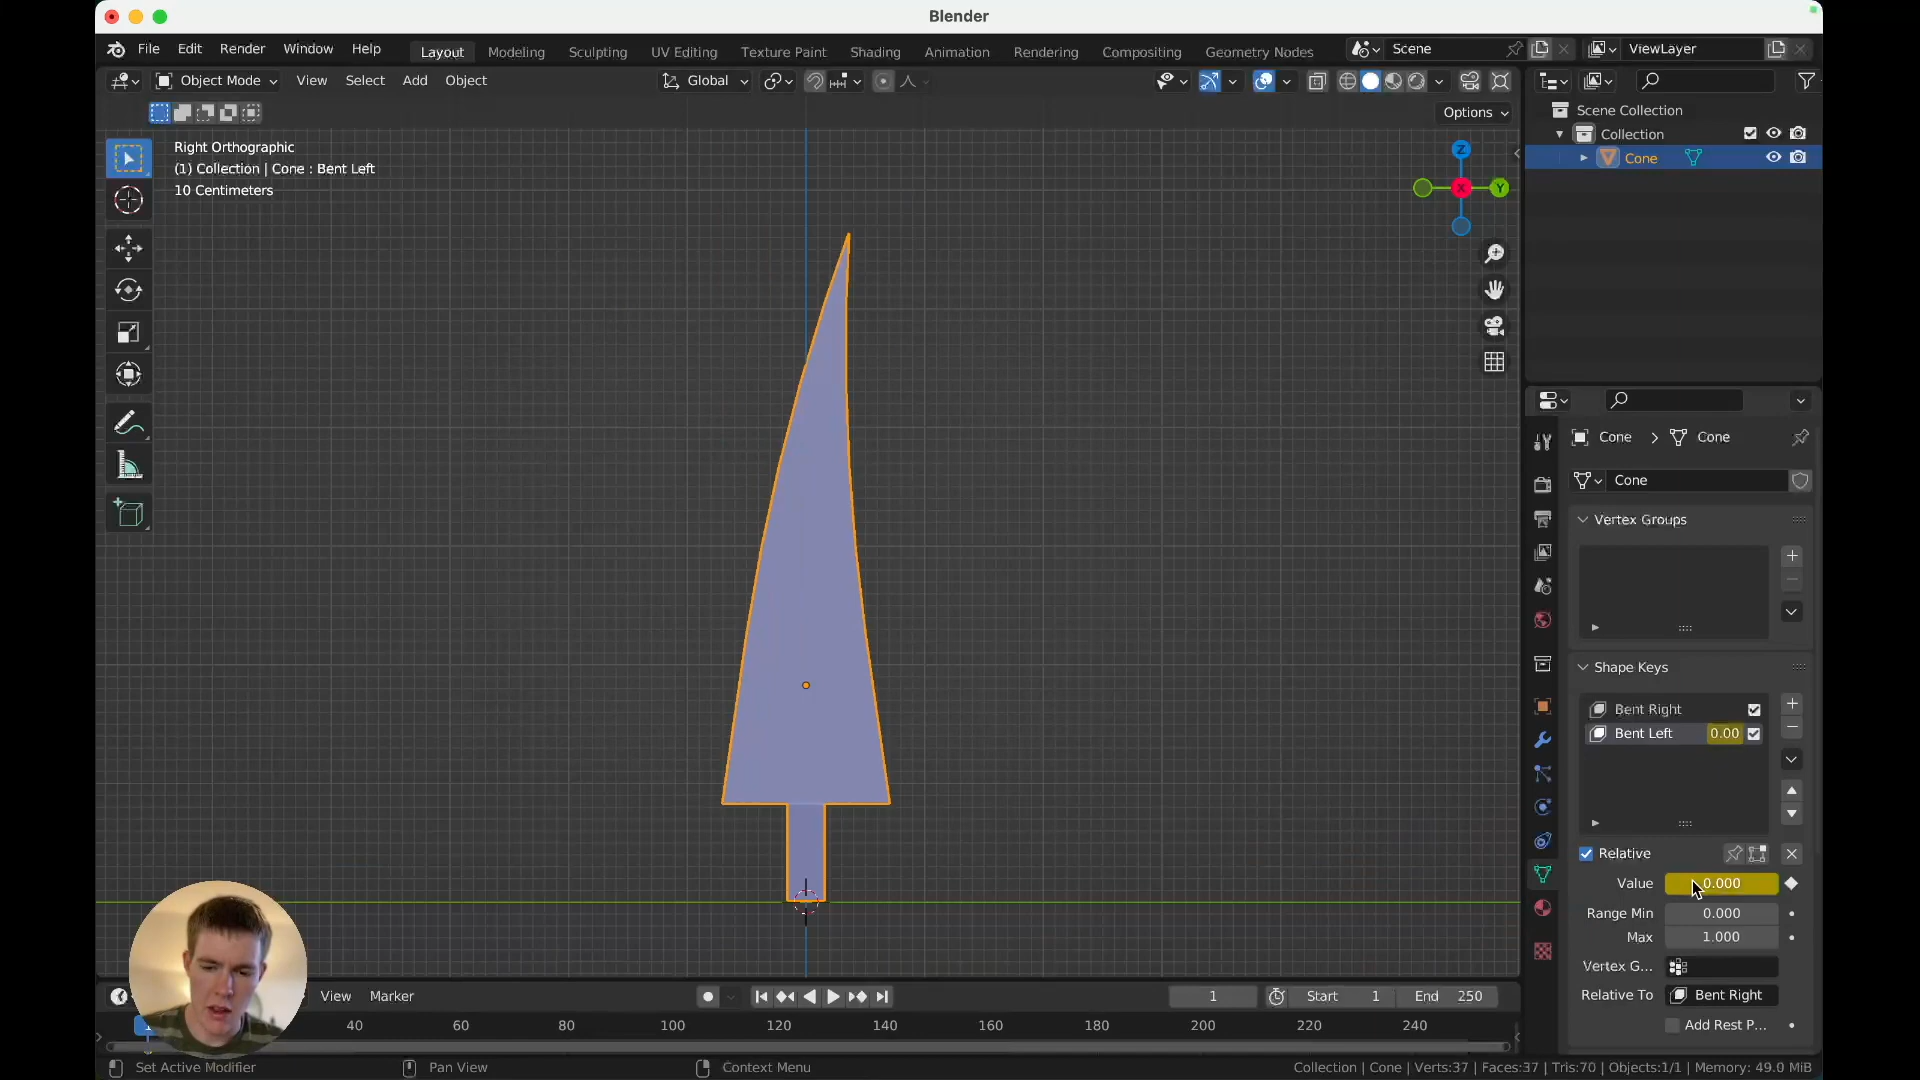 Blender
File Edit Render Window Help Layout Modeling Sculpting UV Editing Texture Paint Shading Animation Rendering Compositing Geometry Nodes Scene ViewLayer
Object Mode View Select Add Object Global
Options
Right Orthographic
(1) Collection | Cone : Bent Left
10 Centimeters
Z
X Y
Scene Collection
Collection
Cone
Cone > Cone
Cone
Vertex Groups
Shape Keys
Bent Right
Bent Left 0.00
Relative
Value 0.000
Range Min 0.000
Max 1.000
Vertex G...
Relative To Bent Right
Add Rest P...
View Marker 1 Start 1 End 250
1 40 60 80 100 120 140 160 180 200 220 240
Set Active Modifier Pan View Context Menu Collection | Cone | Verts:37 | Faces:37 | Tris:70 | Objects:1/1 | Memory: 49.0 MiB